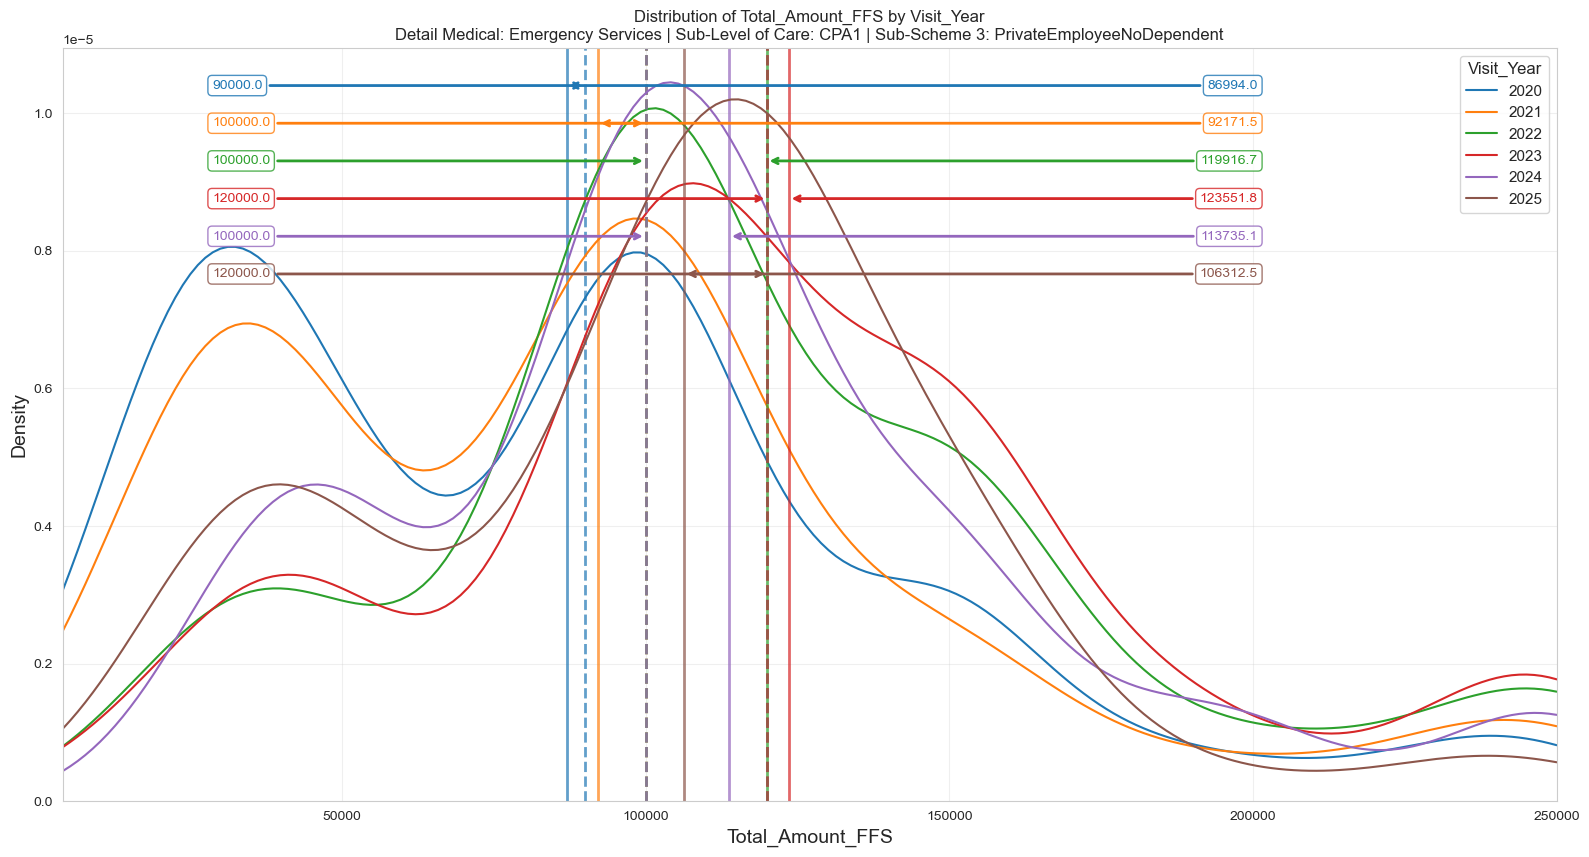 Distribution of Total_Amount_FFS by Visit_Year
Detail Medical: Emergency Services | Sub-Level of Care: CPA1 | Sub-Scheme 3: PrivateEmployeeNoDependent
1e−5
Visit_Year
2020
2021
2022
2023
2024
2025
90000.0 86994.0
100000.0 92171.5
100000.0 119916.7
120000.0 123551.8
100000.0 113735.1
120000.0 106312.5
1.0
0.8
0.6
0.4
0.2
0.0
Density
50000 100000 150000 200000 250000
Total_Amount_FFS